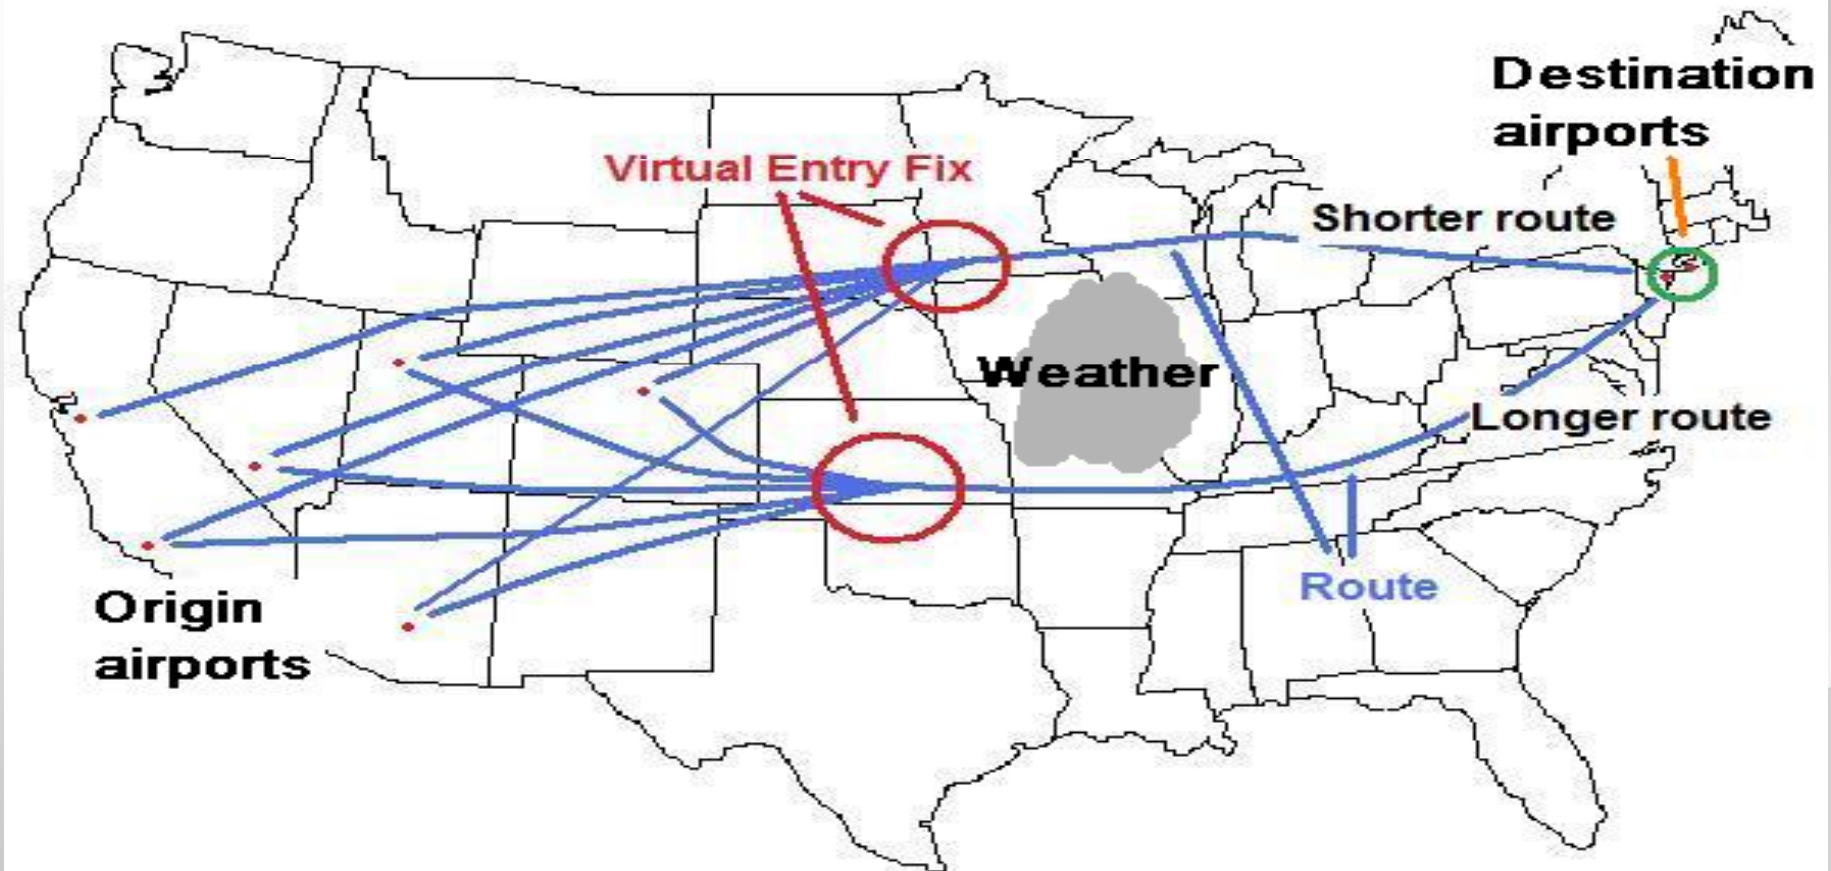 Destination
airports
Virtual Entry Fix
Shorter route
Weather
Longer route
Route
Origin
airports